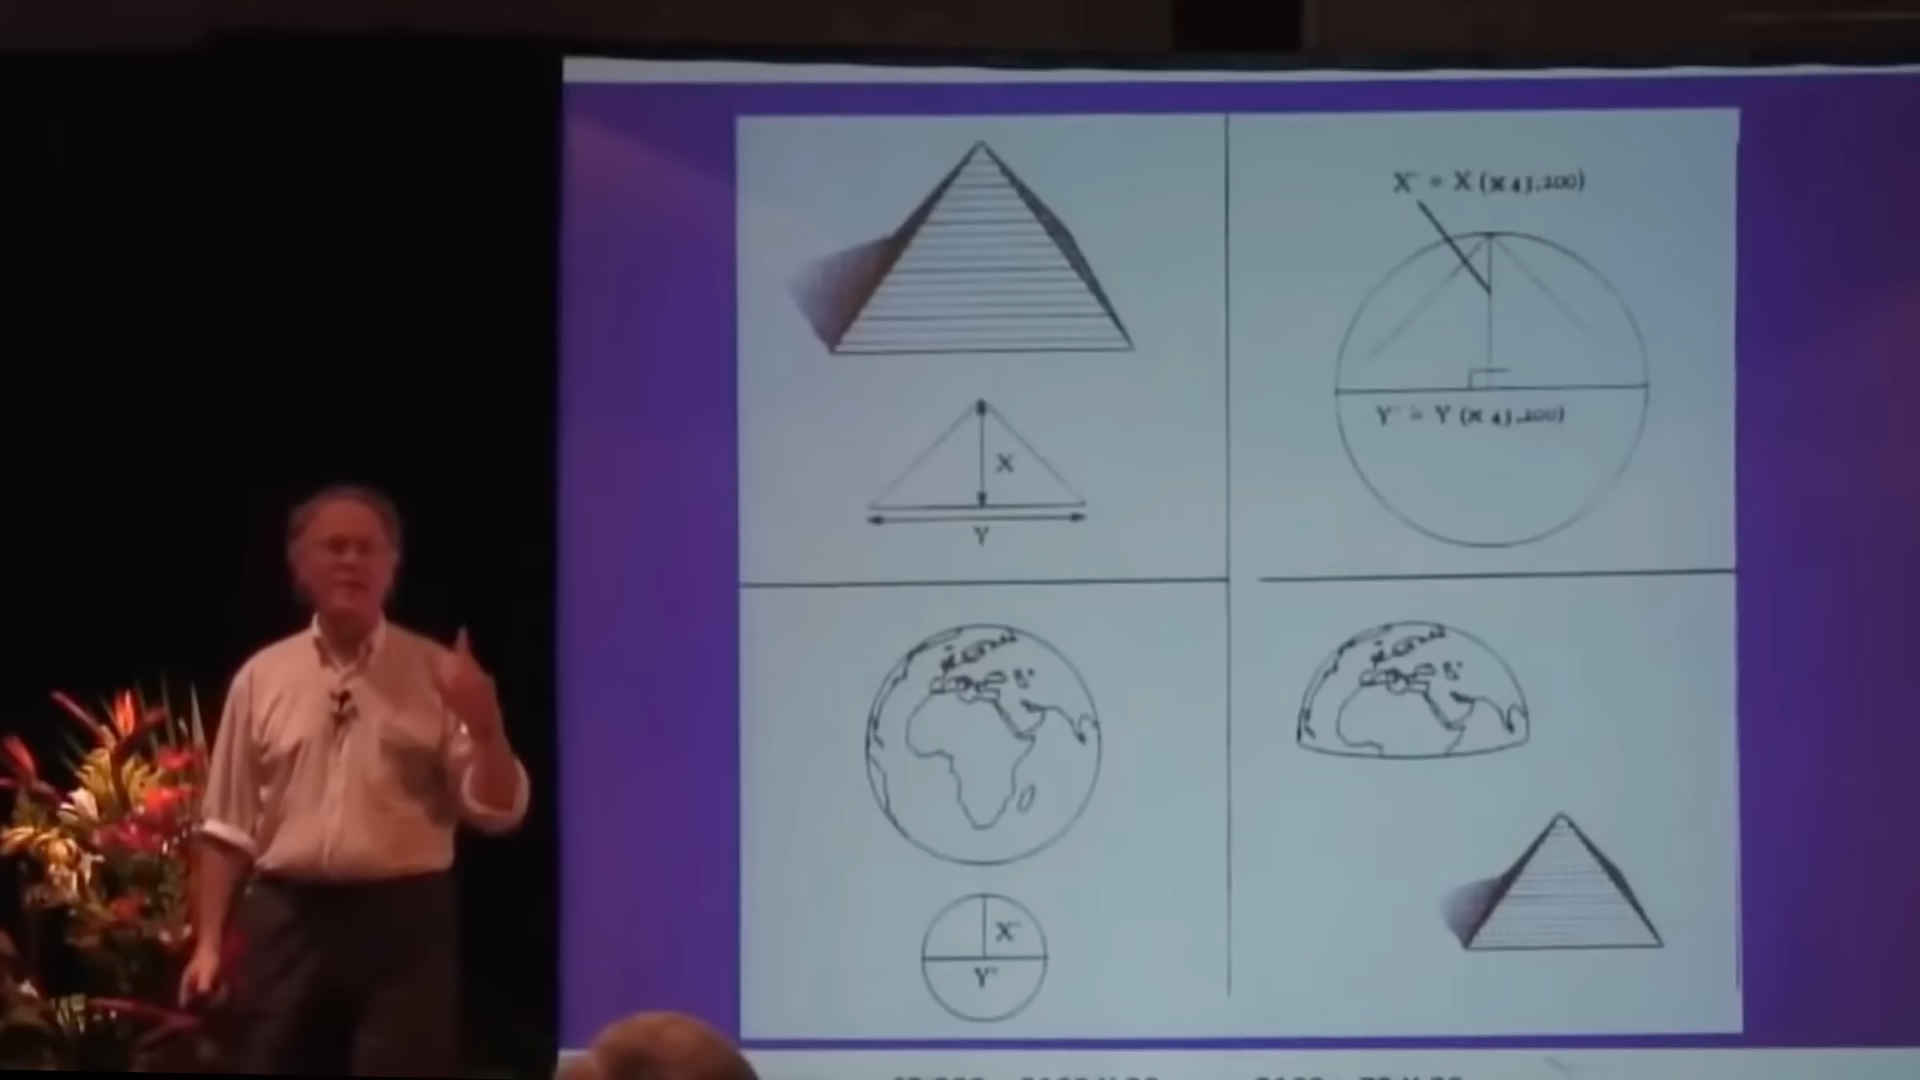 X
Y
X" = X (x 43,200)
Y" = Y (x 43,200)
X"
Y"